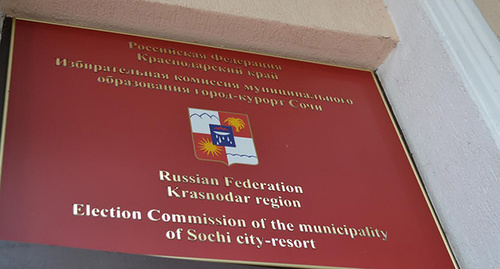 Российская Федерация
Краснодарский край
Избирательная комиссия муниципального
образования город-курорт Сочи
Russian Federation
Krasnodar region
Election Commission of the municipality
of Sochi city-resort